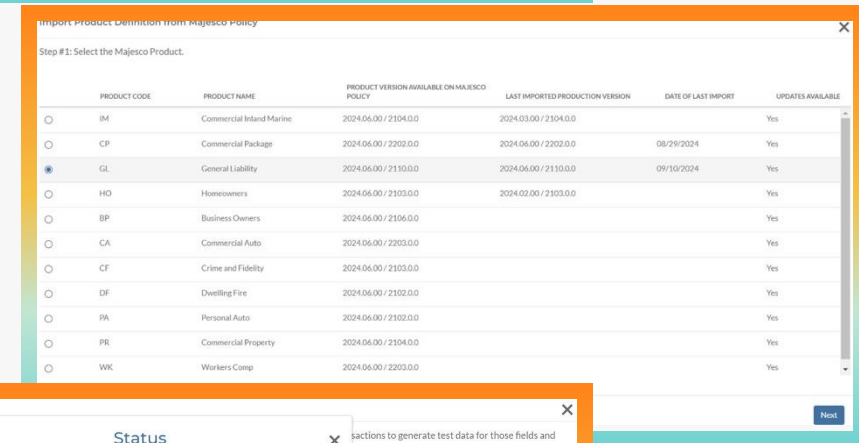 Import Product Definition from Majesco Policy
Step #1: Select the Majesco Product.
PRODUCT CODE PRODUCT NAME PRODUCT VERSION AVAILABLE ON MAJESCO POLICY LAST IMPORTED PRODUCTION VERSION DATE OF LAST IMPORT UPDATES AVAILABLE
IM Commercial Inland Marine 2024.06.00 / 2104.0.0 2024.03.00 / 2104.0.0 Yes
CP Commercial Package 2024.06.00 / 2202.0.0 2024.06.00 / 2202.0.0 08/29/2024 Yes
GL General Liability 2024.06.00 / 2110.0.0 2024.06.00 / 2110.0.0 09/10/2024 Yes
HO Homeowners 2024.06.00 / 2103.0.0 2024.02.00 / 2103.0.0 Yes
BP Business Owners 2024.06.00 / 2106.0.0 Yes
CA Commercial Auto 2024.06.00 / 2203.0.0 Yes
CF Crime and Fidelity 2024.06.00 / 2103.0.0 Yes
DF Dwelling Fire 2024.06.00 / 2102.0.0 Yes
PA Personal Auto 2024.06.00 / 2102.0.0 Yes
PR Commercial Property 2024.06.00 / 2104.0.0 Yes
WK Workers Comp 2024.06.00 / 2203.0.0 Yes
Next
Status
sactions to generate test data for those fields and